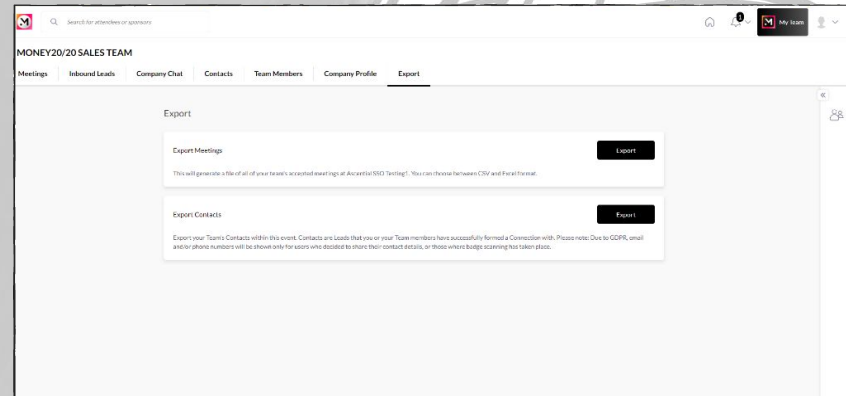 Search for attendees or sponsors
1
M My Team
MONEY20/20 SALES TEAM
Meetings Inbound Leads Company Chat Contacts Team Members Company Profile Export
Export
Export Meetings
Export
This will generate a file of all of your team's accepted meetings at Ascential SSO Testing1. You can choose between CSV and Excel format.
Export Contacts
Export
Export your Team's Contacts within this event. Contacts are Leads that you or your Team members have successfully formed a Connection with. Please note: Due to GDPR, email
and/or phone numbers will be shown only for users who decided to share their contact details, or those where badge scanning has taken place.